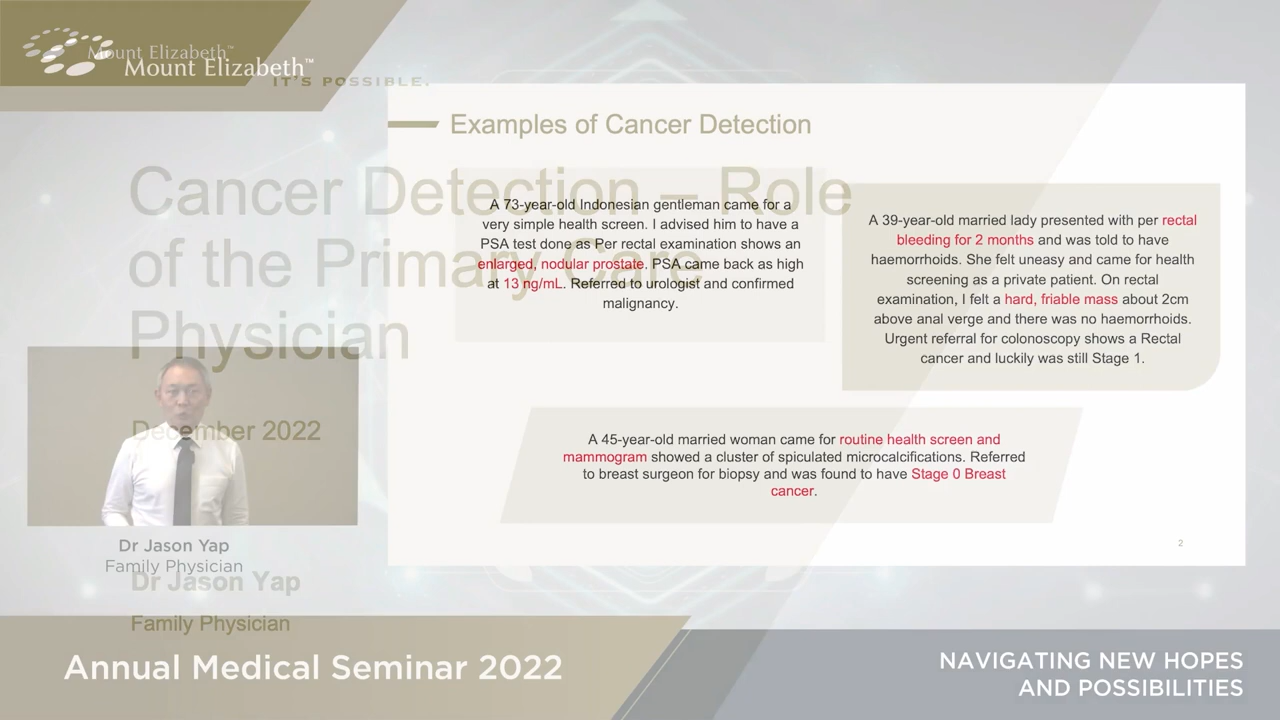 Mount Elizabeth™
Mount Elizabeth™
IT'S POSSIBLE.
Examples of Cancer Detection
Cancer Detection – Role
of the Primary Care
Physician
December 2022
Dr Jason Yap
Family Physician
A 73-year-old Indonesian gentleman came for a
very simple health screen. I advised him to have a
PSA test done as Per rectal examination shows an
enlarged, nodular prostate. PSA came back as high
at 13 ng/mL. Referred to urologist and confirmed
malignancy.
A 39-year-old married lady presented with per rectal
bleeding for 2 months and was told to have
haemorrhoids. She felt uneasy and came for health
screening as a private patient. On rectal
examination, I felt a hard, friable mass about 2cm
above anal verge and there was no haemorrhoids.
Urgent referral for colonoscopy shows a Rectal
cancer and luckily was still Stage 1.
A 45-year-old married woman came for routine health screen and
mammogram showed a cluster of spiculated microcalcifications. Referred
to breast surgeon for biopsy and was found to have Stage 0 Breast
cancer.
2
Dr Jason Yap
Family Physician
Annual Medical Seminar 2022
NAVIGATING NEW HOPES
AND POSSIBILITIES